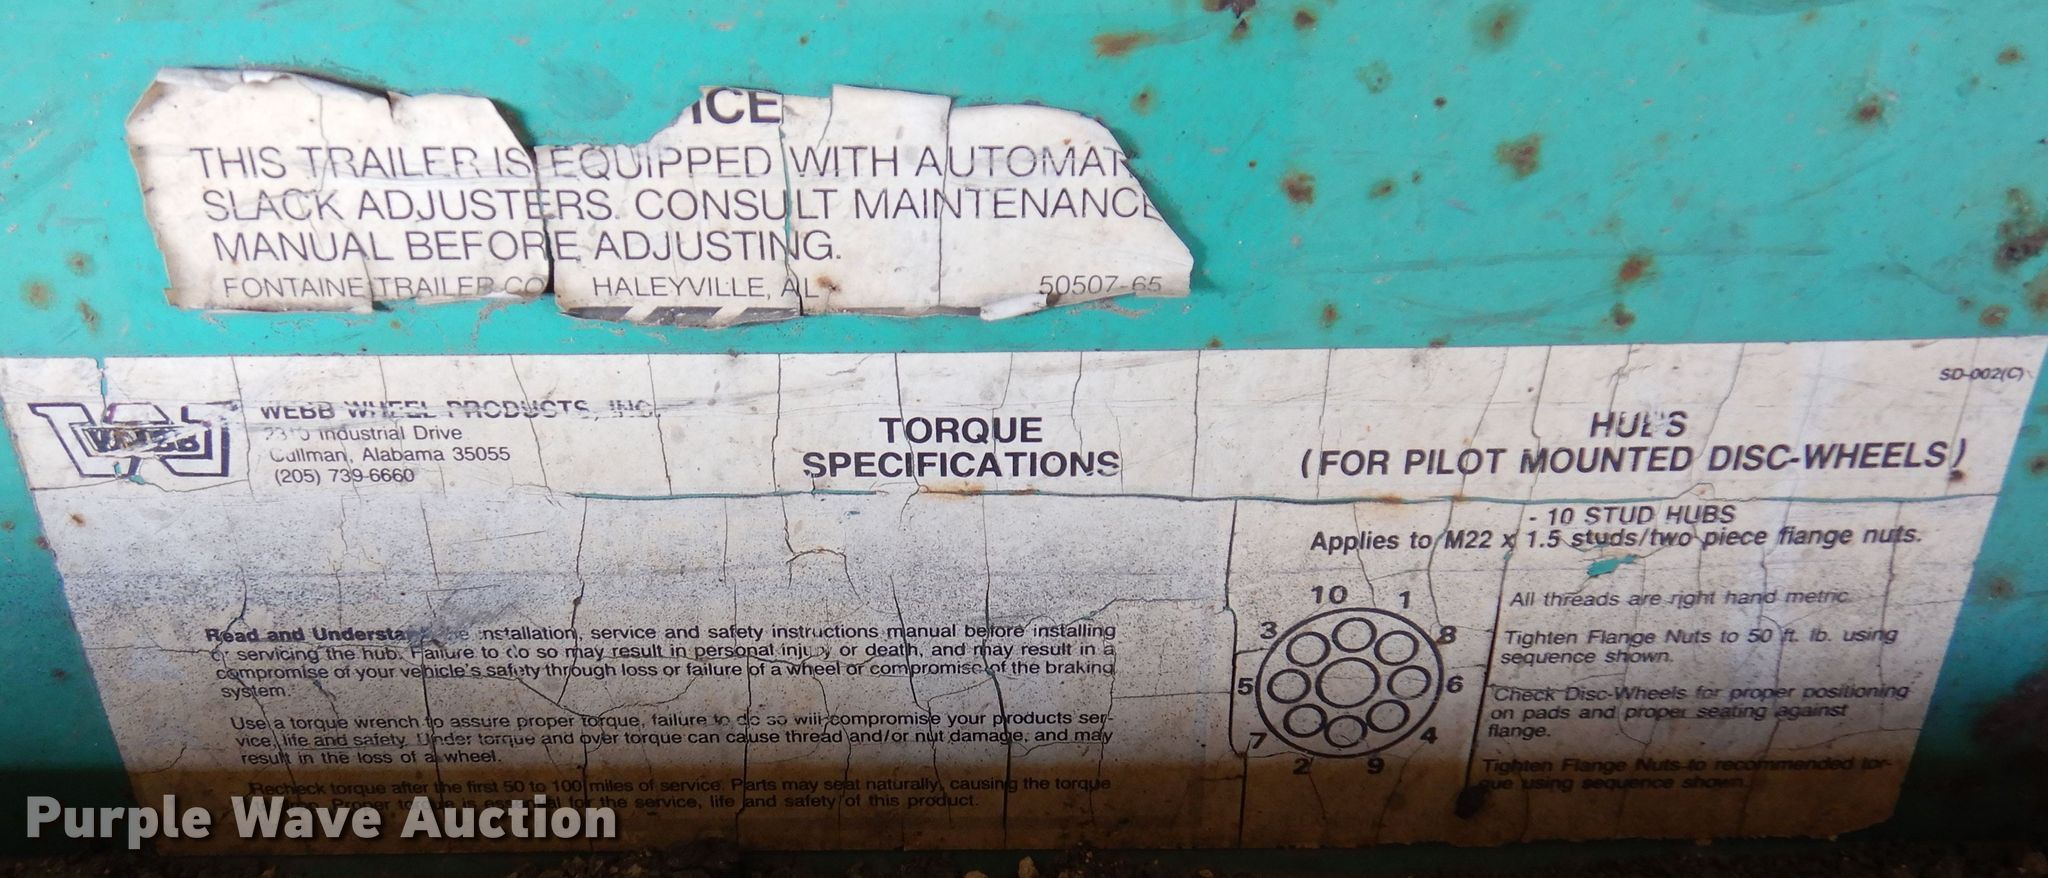 ICE
THIS TRAILER IS EQUIPPED WITH AUTOMAT
SLACK ADJUSTERS. CONSULT MAINTENANCE
MANUAL BEFORE ADJUSTING.
FONTAINE TRAILER CO HALEYVILLE, AL 50507-65
SD-002(C)
WEBB
WEBB WHEEL PRODUCTS, INC.
Industrial Drive
Cullman, Alabama 35055
(205) 739-6660
TORQUE
SPECIFICATIONS
HUBS
(FOR PILOT MOUNTED DISC-WHEELS)
- 10 STUD HUBS
Applies to M22 x 1.5 studs/two piece flange nuts.
Read and Understa installation, service and safety instructions manual before installing
or servicing the hub. Failure to do so may result in personal injury or death, and may result in a
compromise of your vehicle's safety through loss or failure of a wheel or compromise of the braking
system.
Use a torque wrench to assure proper torque, failure to do so will compromise your products ser-
vice, life and safety. Under torque and over torque can cause thread and/or nut damage, and may
result in the loss of a wheel.
Recheck torque after the first 50 to 100 miles of service. Parts may seat naturally, causing the torque
Proper torque is essential for the service, life and safety of this product.
10 1
3 8
5 6
7 4
2 9
All threads are right hand metric.
Tighten Flange Nuts to 50 ft. lb. using
sequence shown.
Check Disc-Wheels for proper positioning
on pads and proper seating against
flange.
Tighten Flange Nuts to recommended tor-
que using sequence shown.
Purple Wave Auction